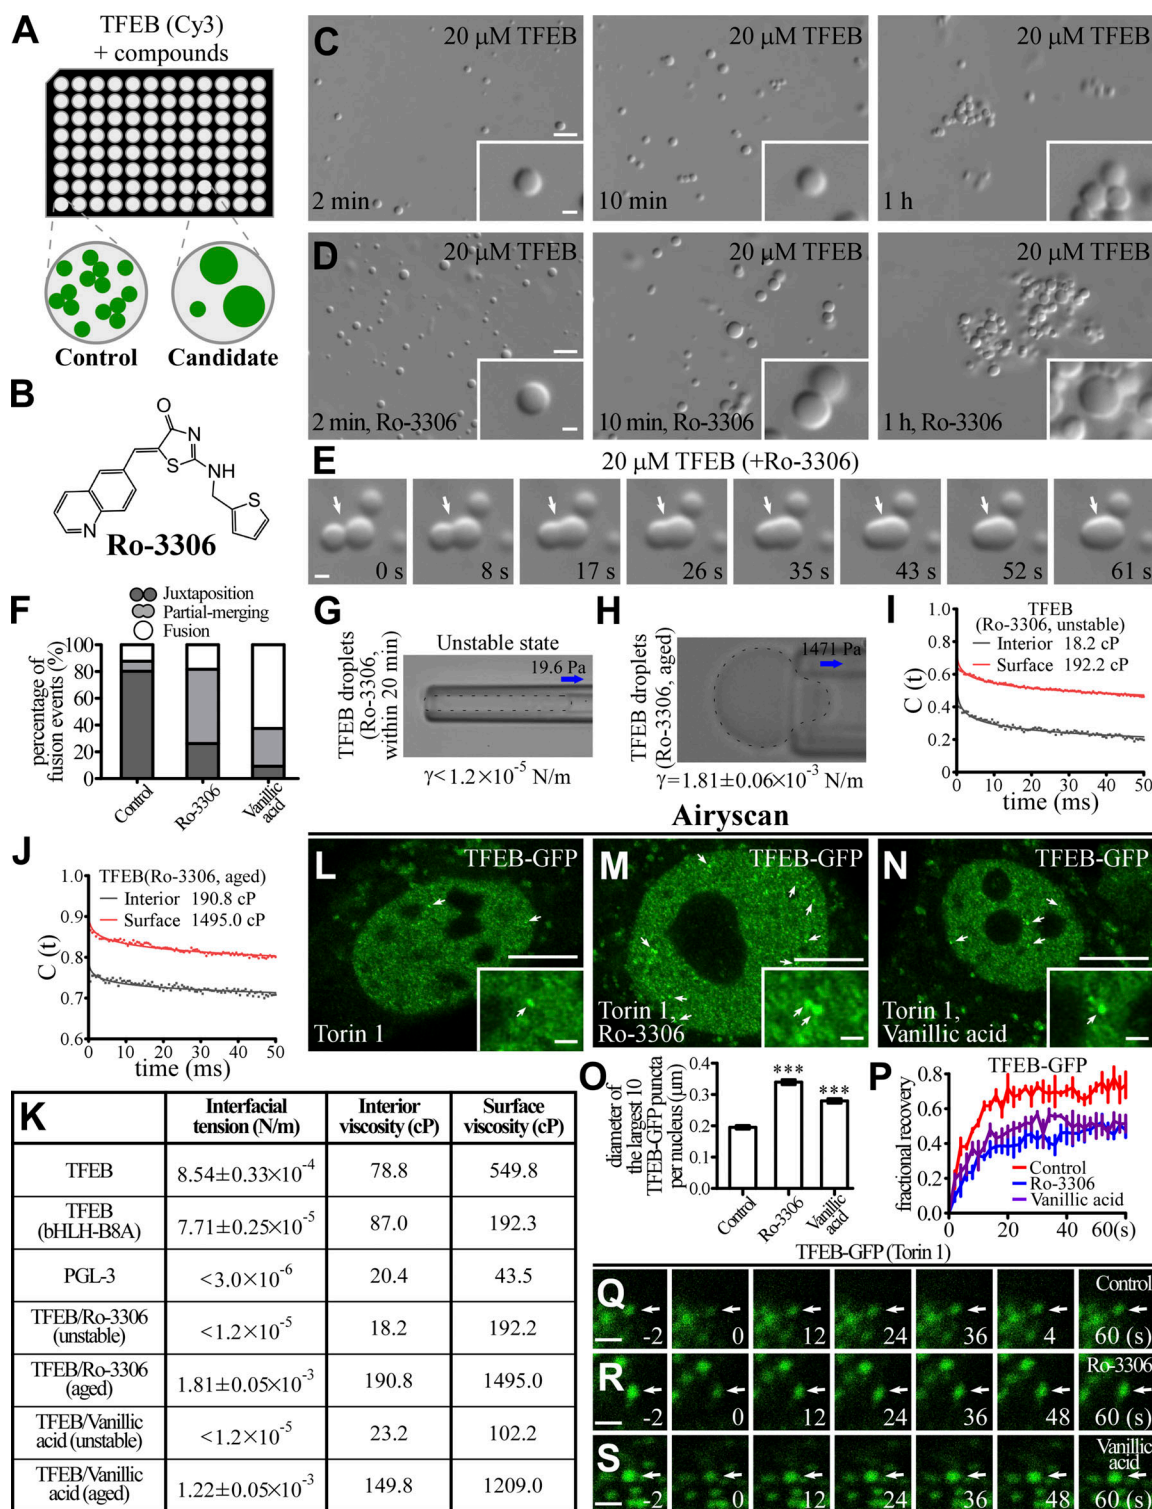 A
TFEB (Cy3)
+ compounds
Control
Candidate
B
O
N
S
NH
S
N
Ro-3306
C
20 μM TFEB
2 min
20 μM TFEB
10 min
20 μM TFEB
1 h
D
20 μM TFEB
2 min, Ro-3306
20 μM TFEB
10 min, Ro-3306
20 μM TFEB
1 h, Ro-3306
E
20 μM TFEB (+Ro-3306)
0 s
8 s
17 s
26 s
35 s
43 s
52 s
61 s
F
Juxtaposition
Partial-merging
Fusion
percentage of
fusion events (%)
100
80
60
40
20
0
Control
Ro-3306
Vanillic
acid
G
Unstable state
TFEB droplets
(Ro-3306,
within 20 min)
19.6 Pa
γ<1.2×10⁻⁵ N/m
H
TFEB droplets
(Ro-3306, aged)
1471 Pa
γ=1.81±0.06×10⁻³ N/m
I
TFEB
(Ro-3306, unstable)
Interior 18.2 cP
Surface 192.2 cP
C (t)
1.0
0.8
0.6
0.4
0.2
0 10 20 30 40 50
time (ms)
J
TFEB(Ro-3306, aged)
Interior 190.8 cP
Surface 1495.0 cP
C (t)
1.0
0.9
0.8
0.7
0.6
0 10 20 30 40 50
time (ms)
Airyscan
L
TFEB-GFP
Torin 1
M
TFEB-GFP
Torin 1,
Ro-3306
N
TFEB-GFP
Torin 1,
Vanillic acid
K
Interfacial
tension (N/m)
Interior
viscosity (cP)
Surface
viscosity (cP)
TFEB
8.54±0.33×10⁻⁴
78.8
549.8
TFEB
(bHLH-B8A)
7.71±0.25×10⁻⁵
87.0
192.3
PGL-3
<3.0×10⁻⁶
20.4
43.5
TFEB/Ro-3306
(unstable)
<1.2×10⁻⁵
18.2
192.2
TFEB/Ro-3306
(aged)
1.81±0.05×10⁻³
190.8
1495.0
TFEB/Vanillic
acid (unstable)
<1.2×10⁻⁵
23.2
102.2
TFEB/Vanillic
acid (aged)
1.22±0.05×10⁻³
149.8
1209.0
O
diameter of
the largest 10
TFEB-GFP puncta
per nucleus (μm)
0.4
0.3
0.2
0.1
0.0
***
***
Control
Ro-3306
Vanillic
acid
P
TFEB-GFP
fractional recovery
0.8
0.6
0.4
0.2
0.0
Control
Ro-3306
Vanillic acid
0 20 40 60(s)
TFEB-GFP (Torin 1)
Q
Control
-2
0
12
24
36
4
60 (s)
R
Ro-3306
-2
0
12
24
36
48
60 (s)
S
Vanillic
acid
-2
0
12
24
36
48
60 (s)